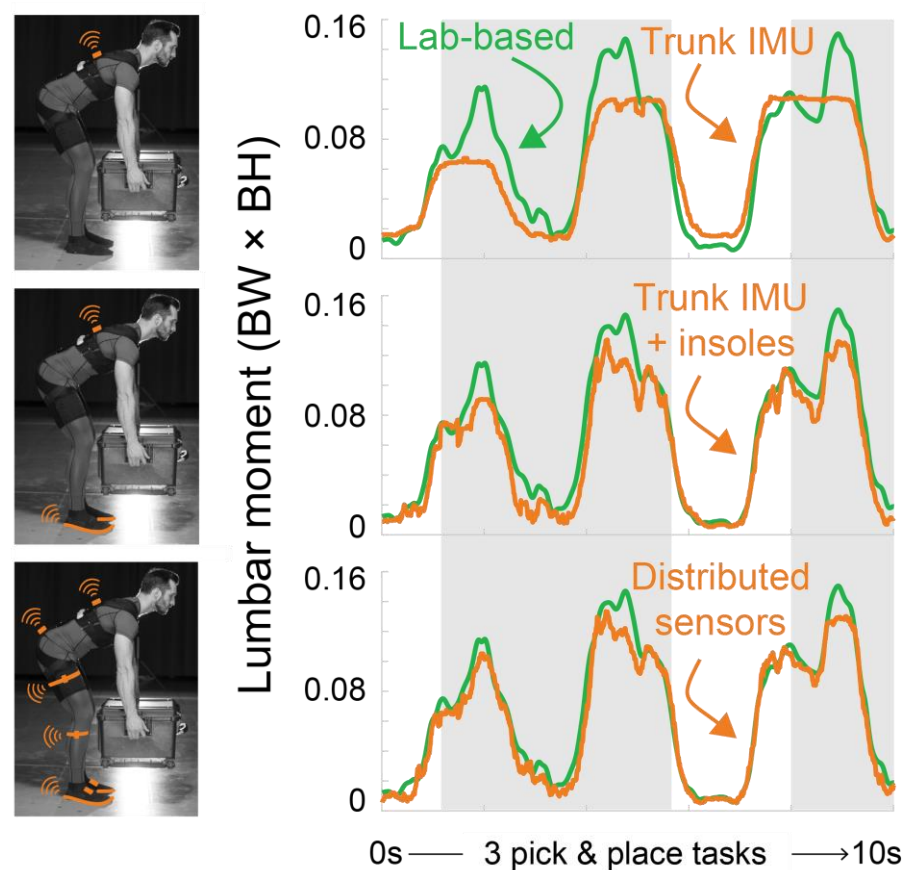 Lumbar moment (BW × BH)
0.16
0.08
0
Lab-based
Trunk IMU
0.16
0.08
0
Trunk IMU
+ insoles
0.16
0.08
0
Distributed
sensors
0s
3 pick & place tasks
10s